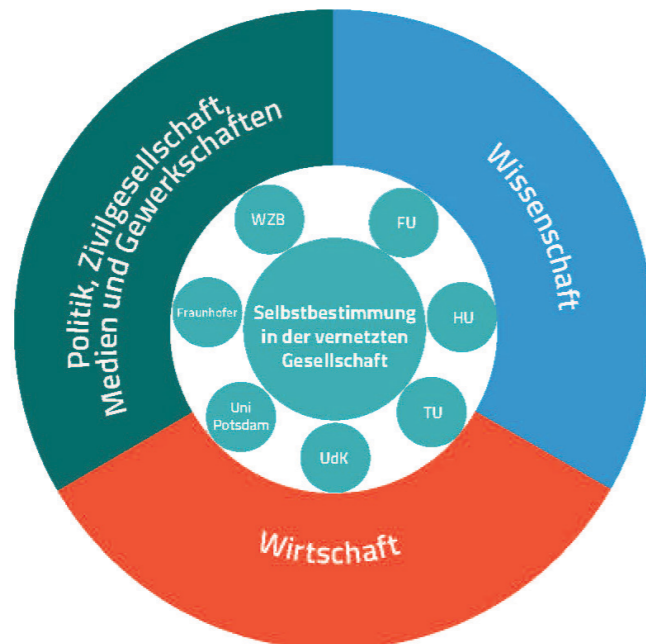 Politik, Zivilgesellschaft,
Medien und Gewerkschaften
Wissenschaft
WZB
FU
Fraunhofer
Selbstbestimmung
in der vernetzten
Gesellschaft
HU
Uni
Potsdam
TU
UdK
Wirtschaft